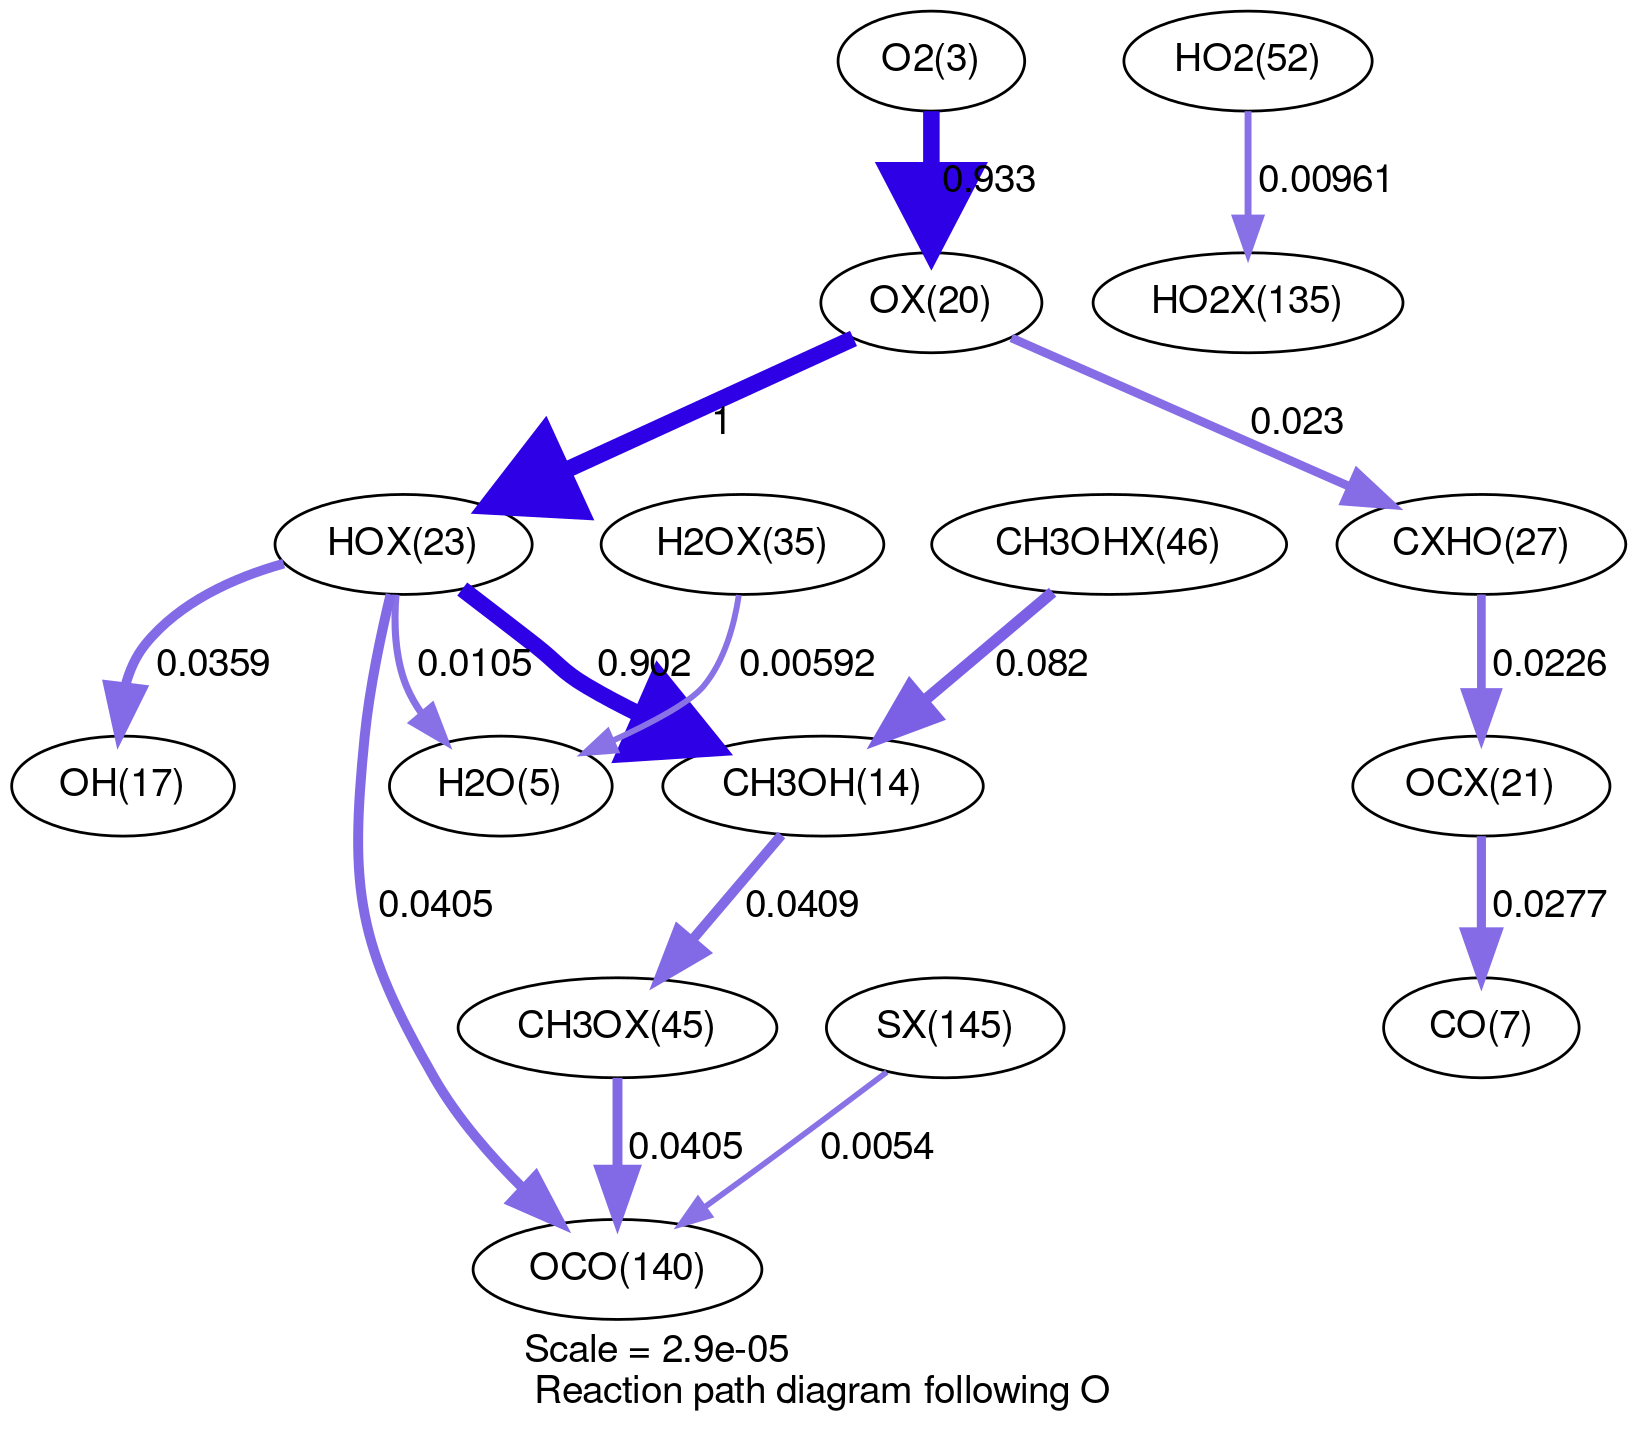 O2(3)
HO2(52)
0.933
0.00961
OX(20)
HO2X(135)
1
0.023
HOX(23)
H2OX(35)
CH3OHX(46)
CXHO(27)
0.0359
0.0105
0.902
0.00592
0.082
0.0226
OH(17)
H2O(5)
CH3OH(14)
OCX(21)
0.0405
0.0409
0.0277
CH3OX(45)
SX(145)
CO(7)
0.0405
0.0054
OCO(140)
Scale = 2.9e-05
Reaction path diagram following O